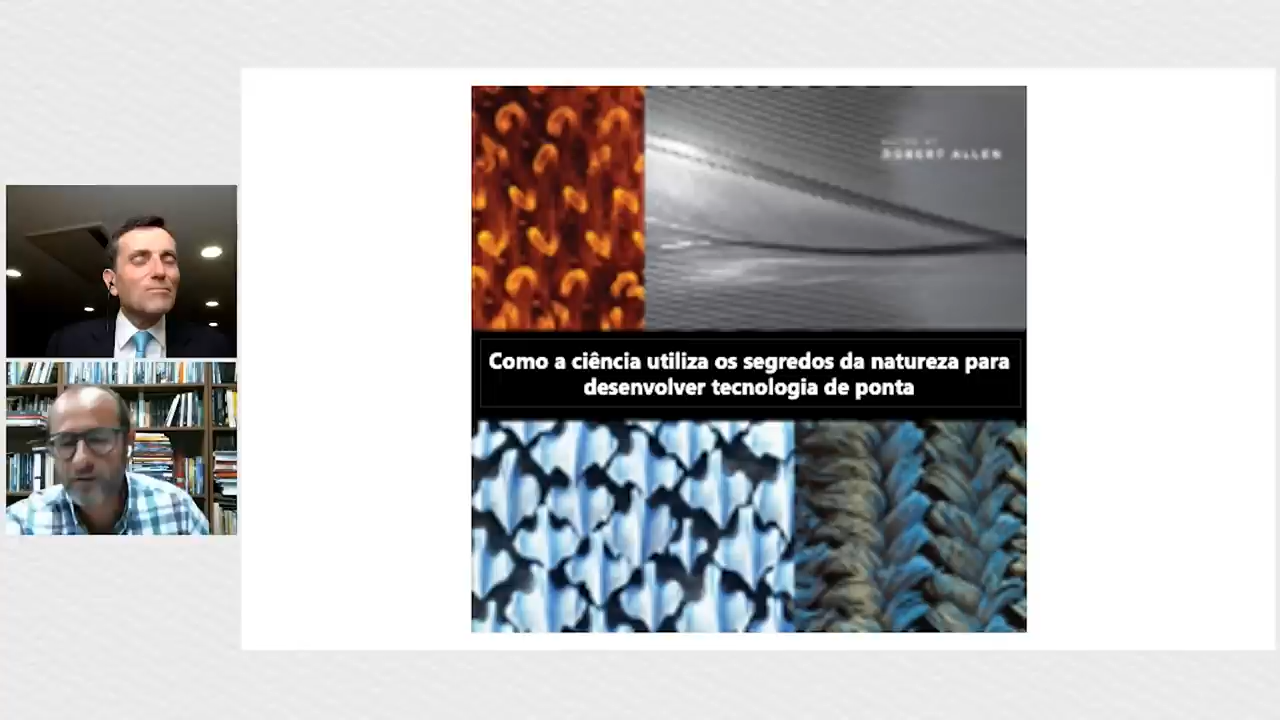 ROBERT ALLEN
Como a ciência utiliza os segredos da natureza para
desenvolver tecnologia de ponta